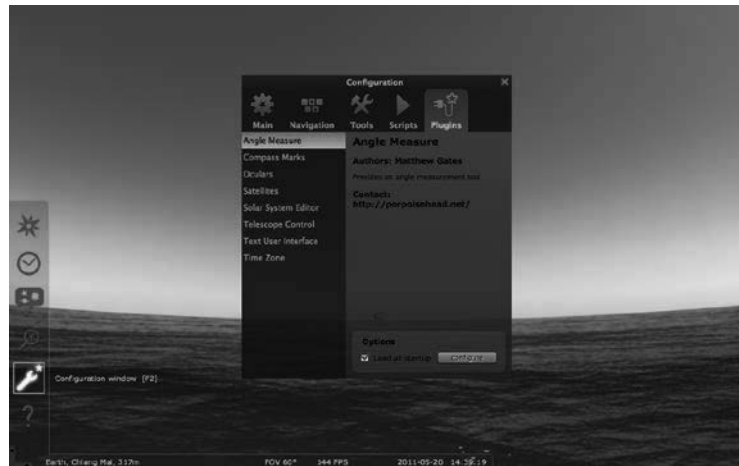 Configuration
Main Navigation Tools Scripts Plugins
Angle Measure
Compass Marks
Oculars
Satellites
Solar System Editor
Telescope Control
Text User Interface
Time Zone
Angle Measure
Authors: Matthew Gates
Provides an angle measurement tool
Contact:
http://porpoisehead.net/
Options
Load at startup
configure
Configuration window [F2]
?
Earth, Chiang Mai, 317m FOV 60° 344 FPS 2011-05-20